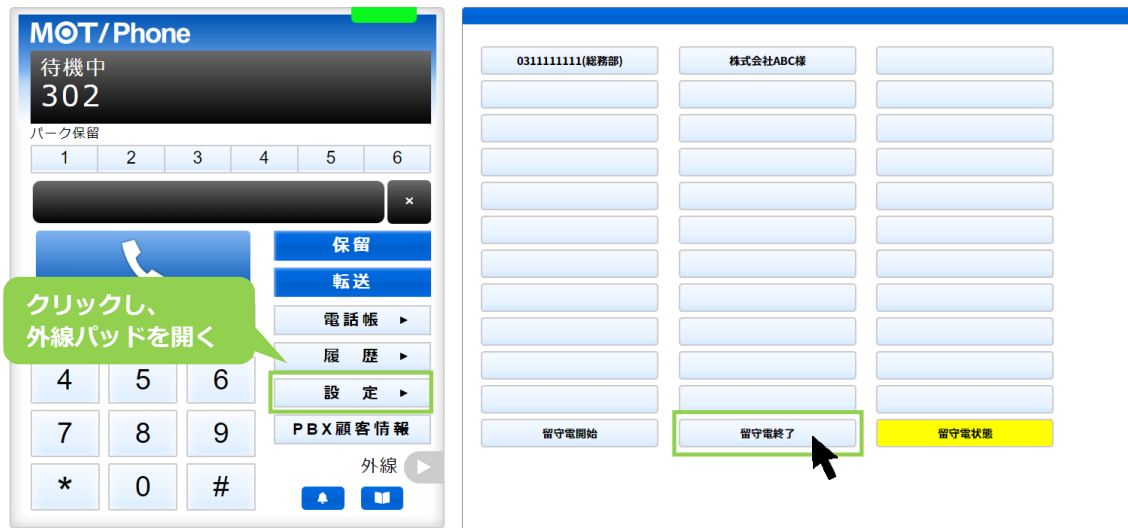 MOT/Phone
待機中
302
パーク保留
1 2 3 4 5 6
×
保留
転送
クリックし、
外線パッドを開く
電話帳 ▶
履 歴 ▶
設 定 ▶
PBX顧客情報
4 5 6
7 8 9
* 0 #
外線
0311111111(総務部) 株式会社ABC様
留守電開始 留守電終了 留守電状態